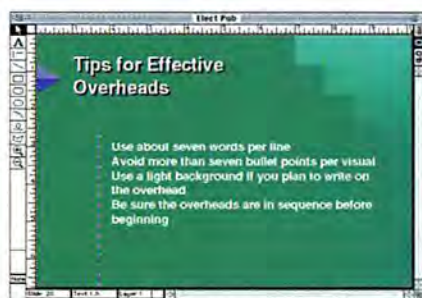 Elect Pub
Tips for Effective
Overheads
Use about seven words per line
Avoid more than seven bullet points per visual
Use a light background if you plan to write on
the overhead
Be sure the overheads are in sequence before
beginning
Layer 1